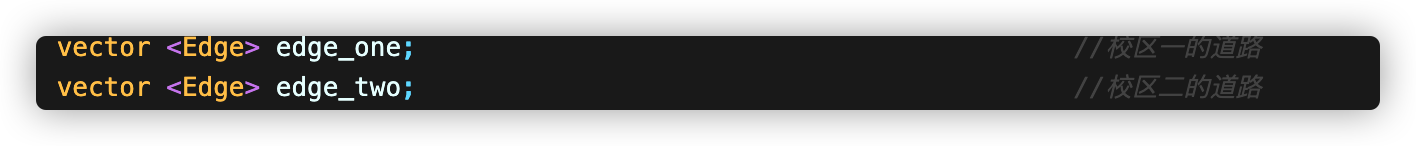 vector <Edge> edge_one; //校区一的道路
vector <Edge> edge_two; //校区二的道路